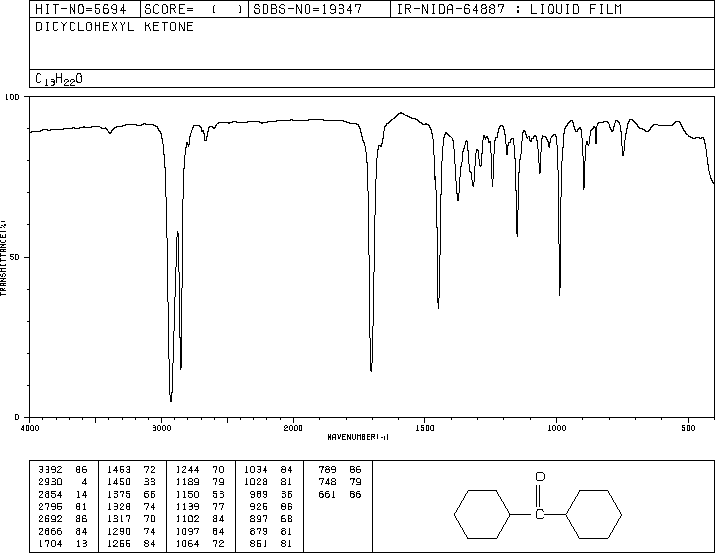 HIT-NO=5694 SCORE= ( ) SDBS-NO=19347 IR-NIDA-64887 : LIQUID FILM
DICYCLOHEXYL KETONE
C13H22O
100
50
0
TRANSMITTANCE(%)
4000 3000 2000 1500 1000 500
WAVENUMBER(-1)
3392 86 1463 72 1244 70 1034 84 789 86
2930 4 1450 33 1189 79 1028 81 748 79
2854 14 1375 66 1150 53 989 36 661 86
2795 81 1328 74 1139 77 926 86
2692 86 1317 70 1102 84 897 68
2666 84 1290 74 1097 84 879 81
1704 13 1266 84 1064 72 851 81
O
C